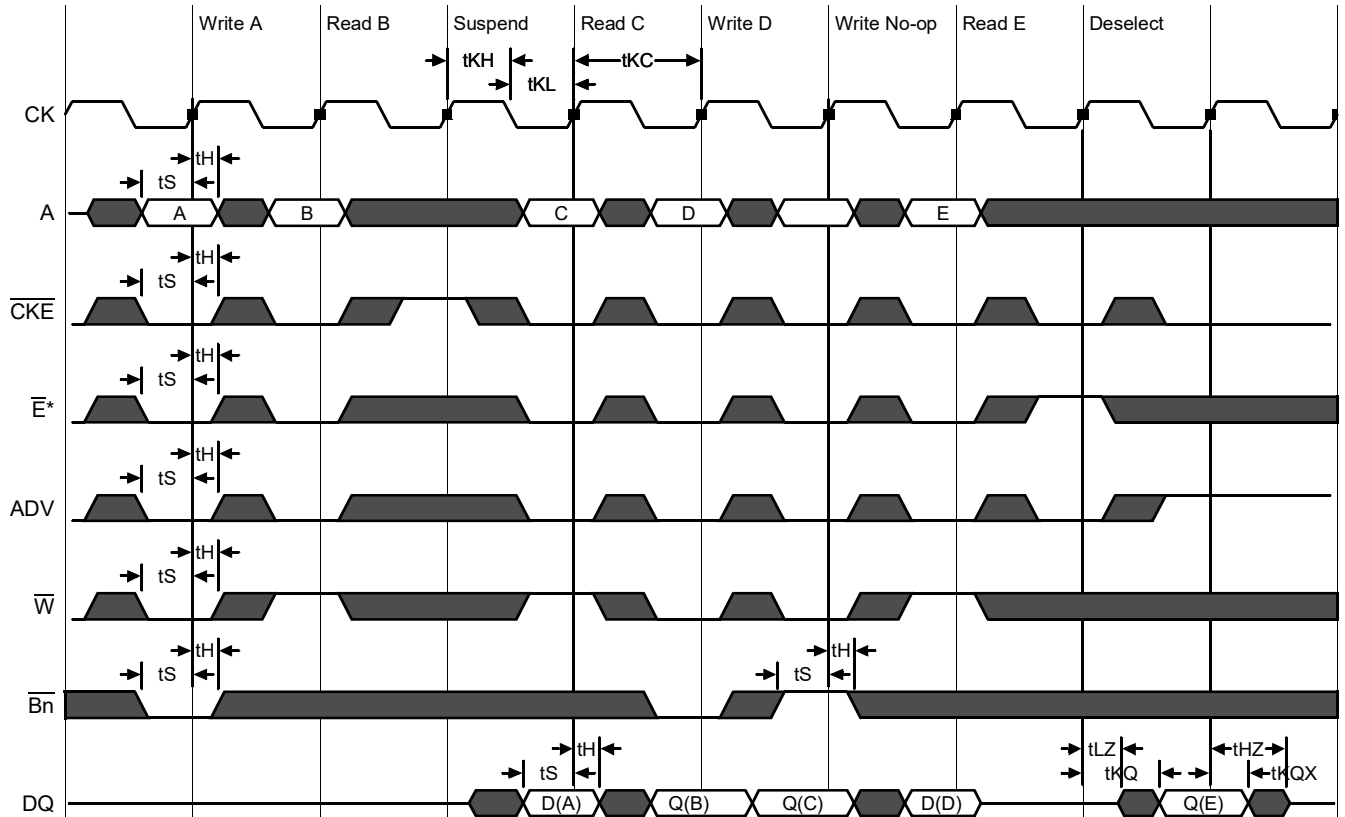 Write A Read B Suspend Read C Write D Write No-op Read E Deselect
tKH tKC
tKL
CK
tH
tS
A A B C D E
tH
tS
CKE
tH
tS
E*
tH
tS
ADV
tH
tS
W
tH tH
tS tS
Bn
tH tLZ tHZ
tS tKQ tKQX
DQ D(A) Q(B) Q(C) D(D) Q(E)